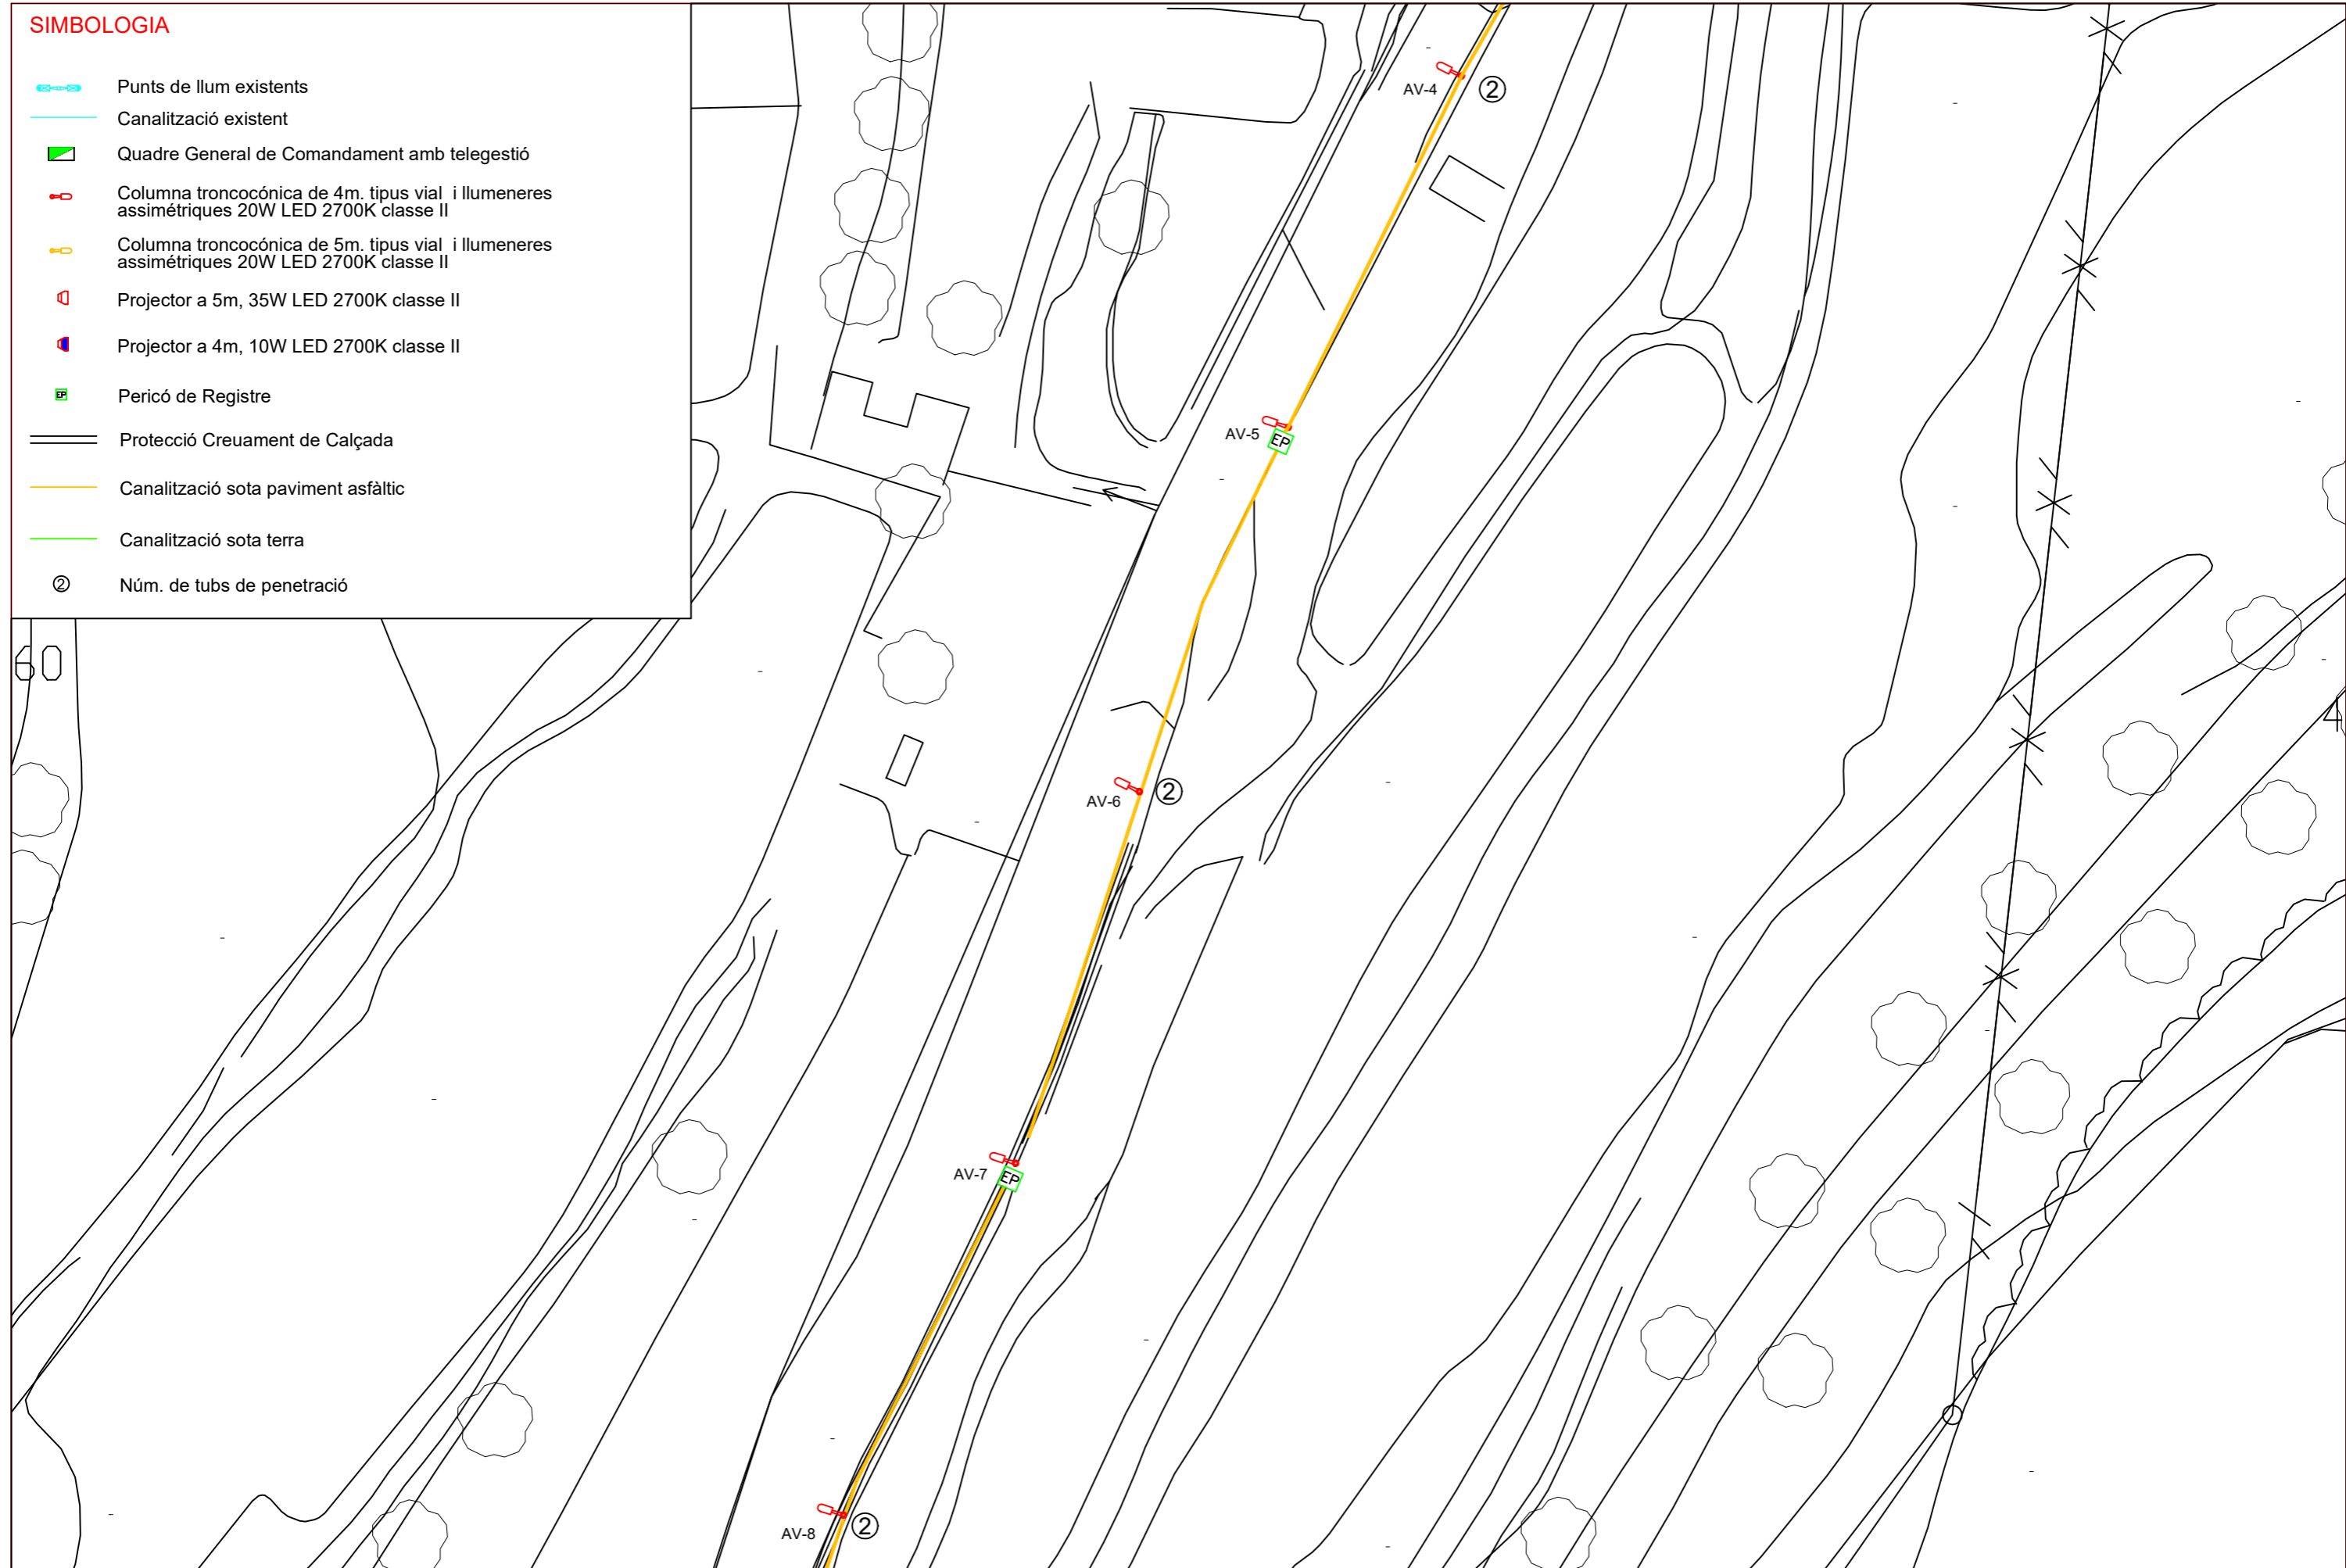 SIMBOLOGIA
Punts de llum existents
Canalització existent
Quadre General de Comandament amb telegestió
Columna troncocónica de 4m. tipus vial i llumeneres
assimétriques 20W LED 2700K classe II
Columna troncocónica de 5m. tipus vial i llumeneres
assimétriques 20W LED 2700K classe II
Projector a 5m, 35W LED 2700K classe II
Projector a 4m, 10W LED 2700K classe II
EP Pericó de Registre
Protecció Creuament de Calçada
Canalització sota paviment asfàltic
Canalització sota terra
2 Núm. de tubs de penetració
AV-4
2
AV-5
EP
60
4
AV-6
2
AV-7
EP
AV-8
2